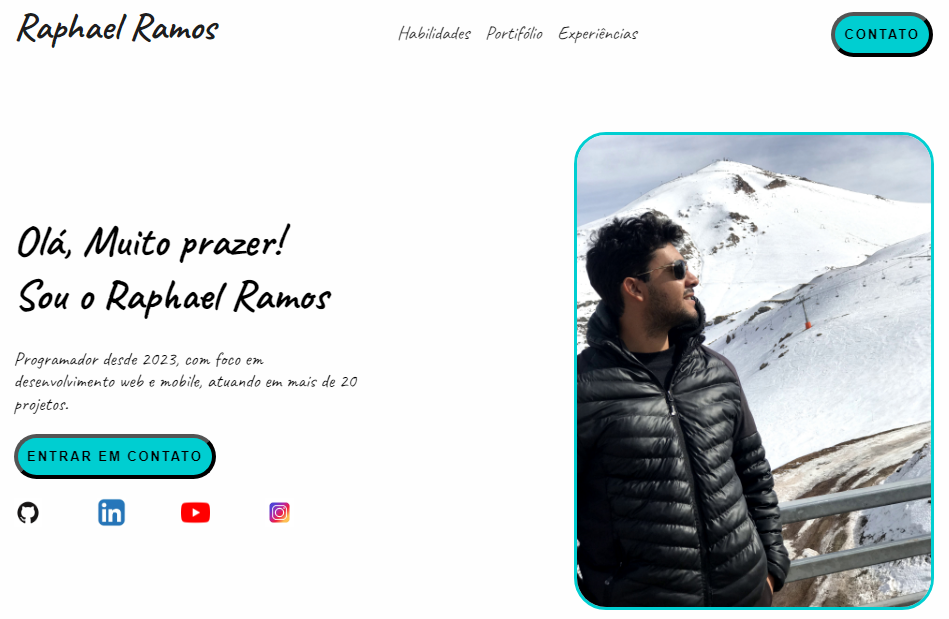 Raphael Ramos
Habilidades Portifólio Experiências
CONTATO
Olá, Muito prazer!
Sou o Raphael Ramos
Programador desde 2023, com foco em
desenvolvimento web e mobile, atuando em mais de 20
projetos.
ENTRAR EM CONTATO
in